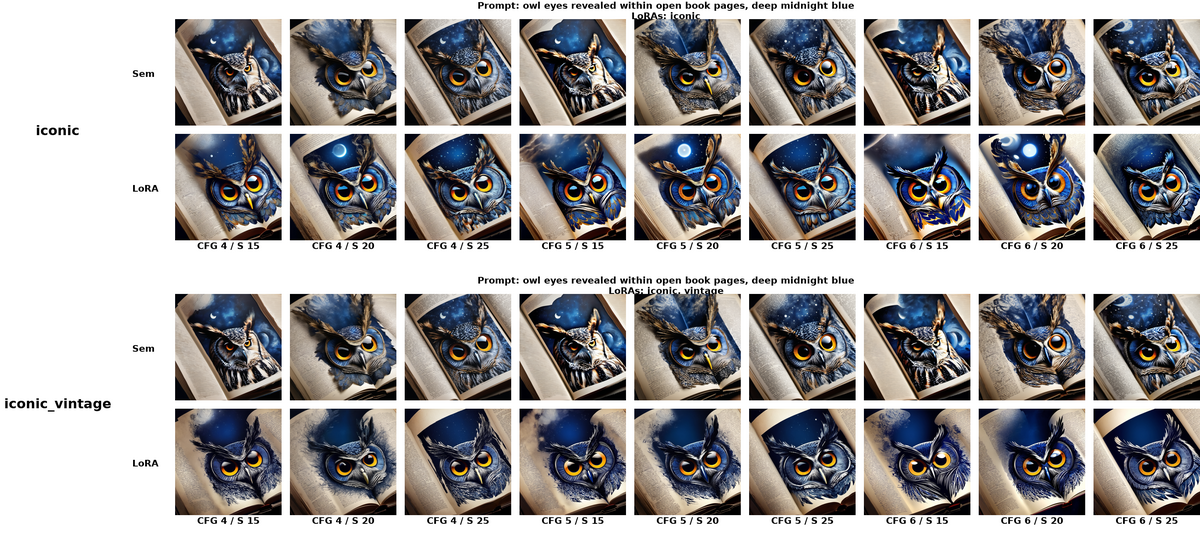 Prompt: owl eyes revealed within open book pages, deep midnight blue
LoRAs: iconic
Sem
iconic
LoRA
CFG 4 / S 15 CFG 4 / S 20 CFG 4 / S 25 CFG 5 / S 15 CFG 5 / S 20 CFG 5 / S 25 CFG 6 / S 15 CFG 6 / S 20 CFG 6 / S 25
Prompt: owl eyes revealed within open book pages, deep midnight blue
LoRAs: iconic, vintage
Sem
iconic_vintage
LoRA
CFG 4 / S 15 CFG 4 / S 20 CFG 4 / S 25 CFG 5 / S 15 CFG 5 / S 20 CFG 5 / S 25 CFG 6 / S 15 CFG 6 / S 20 CFG 6 / S 25